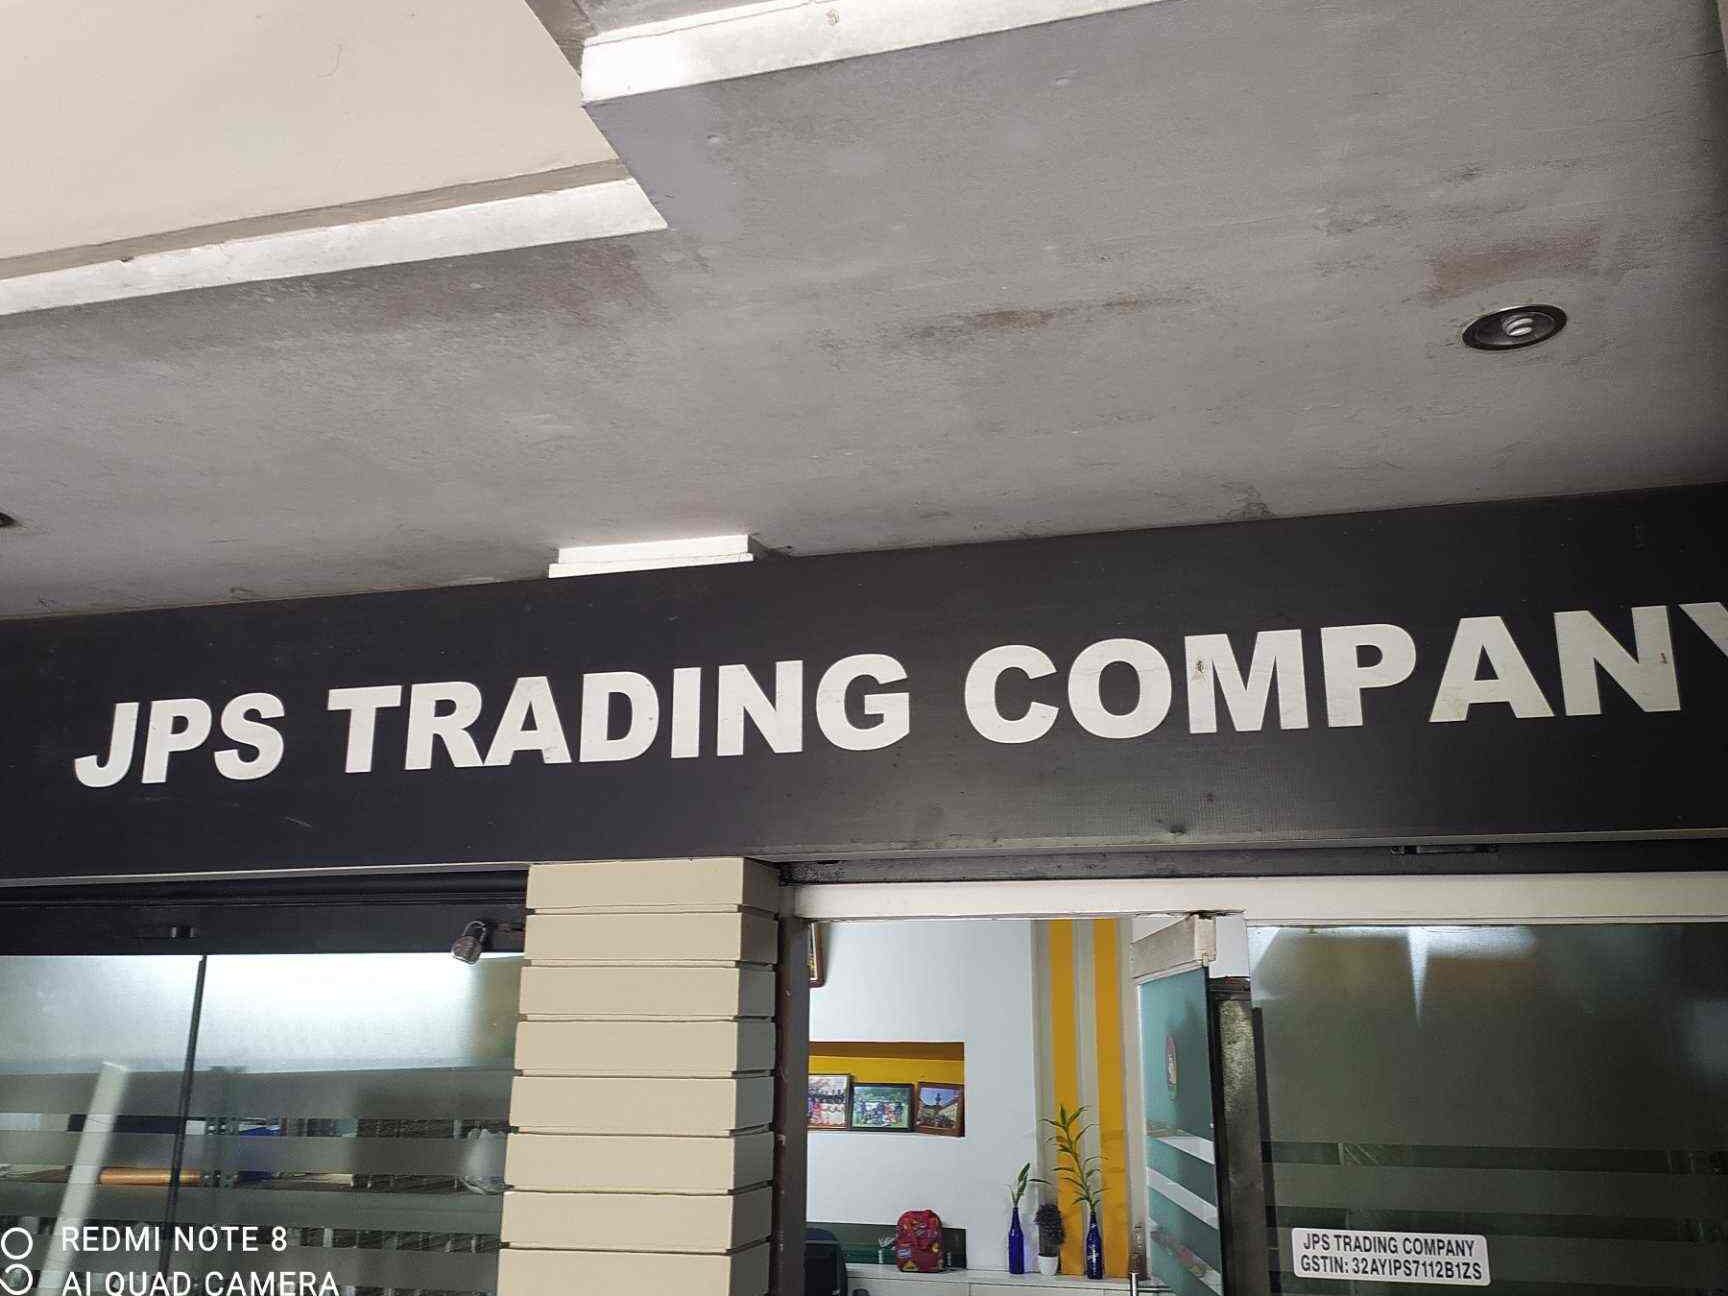 JPS TRADING COMPANY
JPS TRADING COMPANY
GSTIN: 32AYIPS7112B1ZS
REDMI NOTE 8
AI QUAD CAMERA